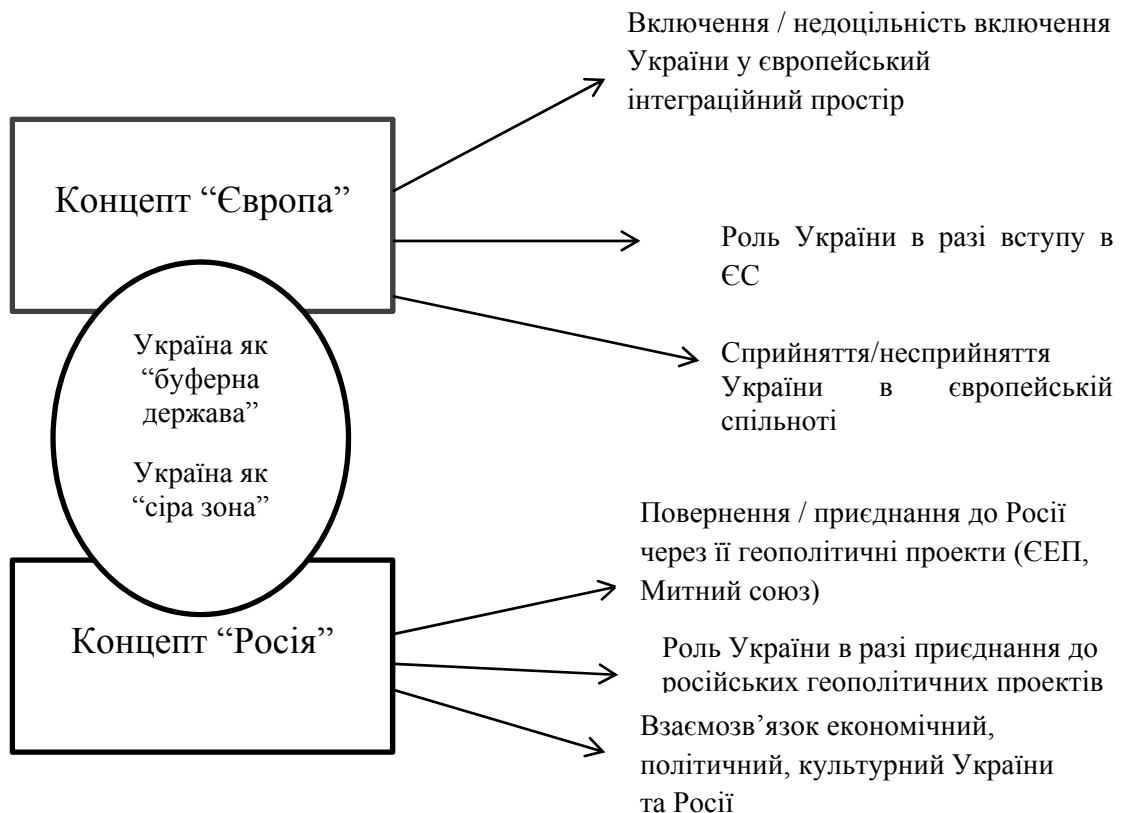 Включення / недоцільність включення
України у європейський
інтеграційний простір
Концепт “Європа”
Роль України в разі вступу в
ЄС
Сприйняття/несприйняття
України в європейській
спільноті
Україна як
“буферна
держава”
Україна як
“сіра зона”
Повернення / приєднання до Росії
через її геополітичні проекти (ЄЕП,
Митний союз)
Концепт “Росія”
Роль України в разі приєднання до
російських геополітичних проектів
Взаємозв’язок економічний,
політичний, культурний України
та Росії